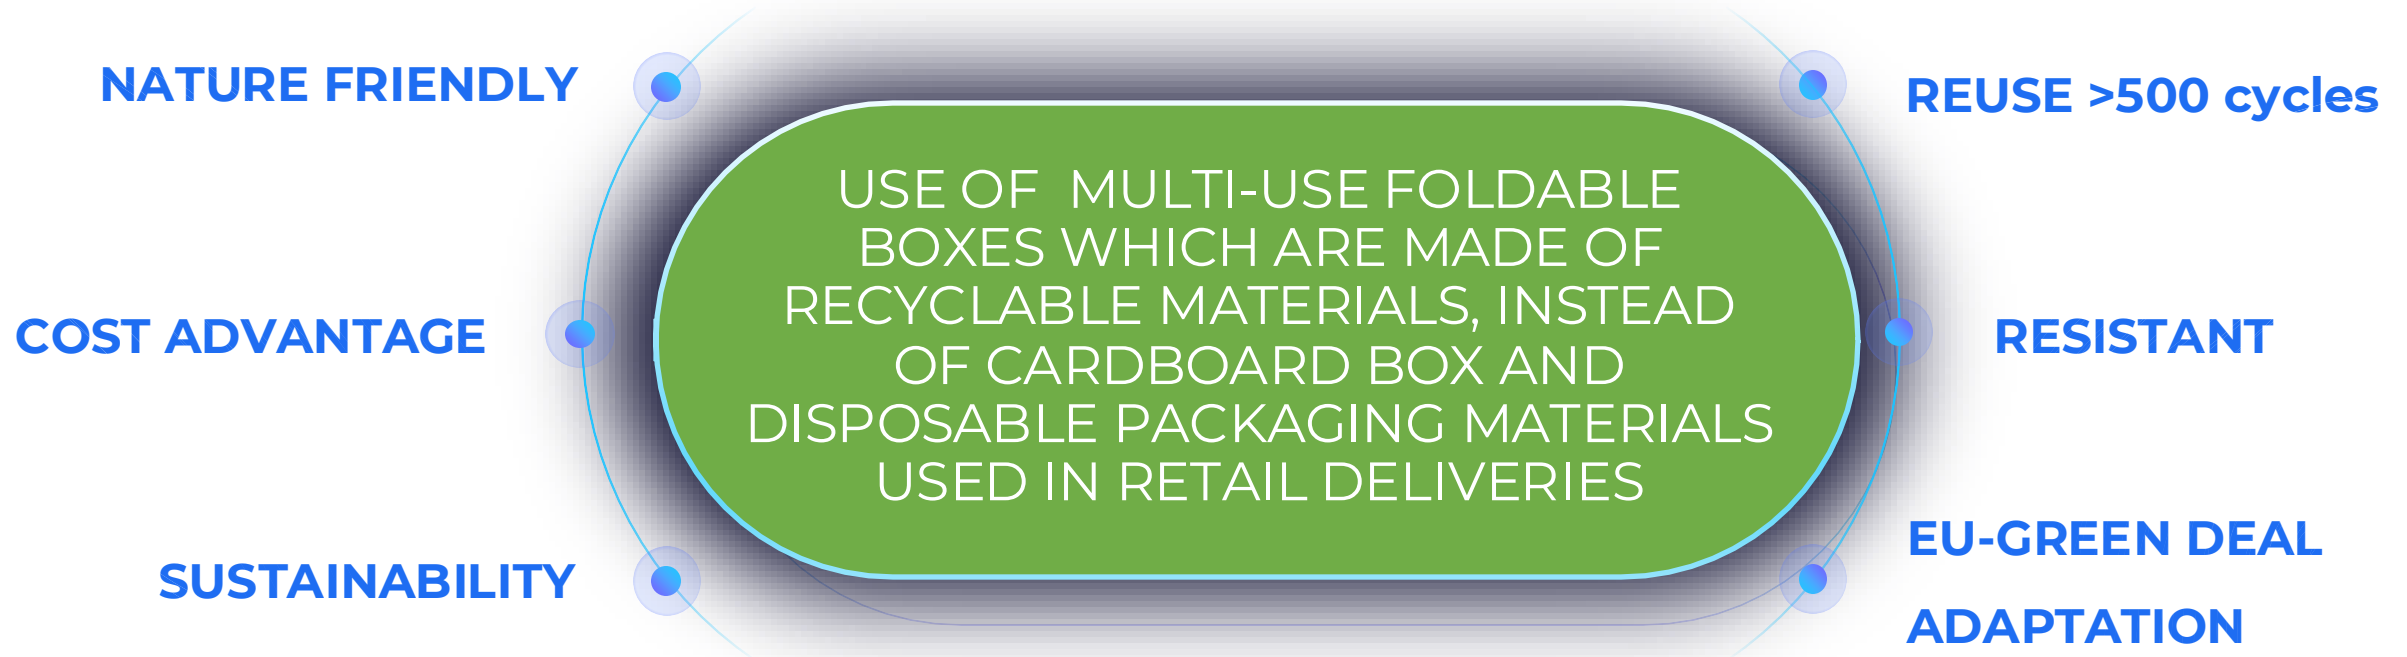 NATURE FRIENDLY
COST ADVANTAGE
SUSTAINABILITY
USE OF MULTI-USE FOLDABLE
BOXES WHICH ARE MADE OF
RECYCLABLE MATERIALS, INSTEAD
OF CARDBOARD BOX AND
DISPOSABLE PACKAGING MATERIALS
USED IN RETAIL DELIVERIES
REUSE >500 cycles
RESISTANT
EU-GREEN DEAL
ADAPTATION